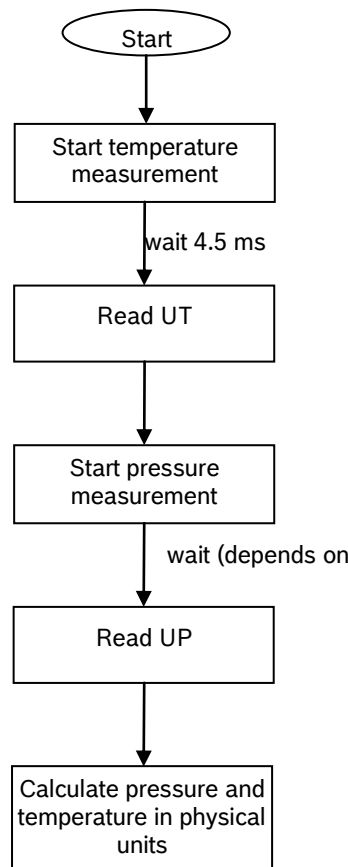 Start
Start temperature
measurement
wait 4.5 ms
Read UT
Start pressure
measurement
wait (depends on
Read UP
Calculate pressure and
temperature in physical
units